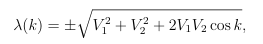 λ(k) = ±√(V₁² + V₂² + 2V₁V₂ cos k),